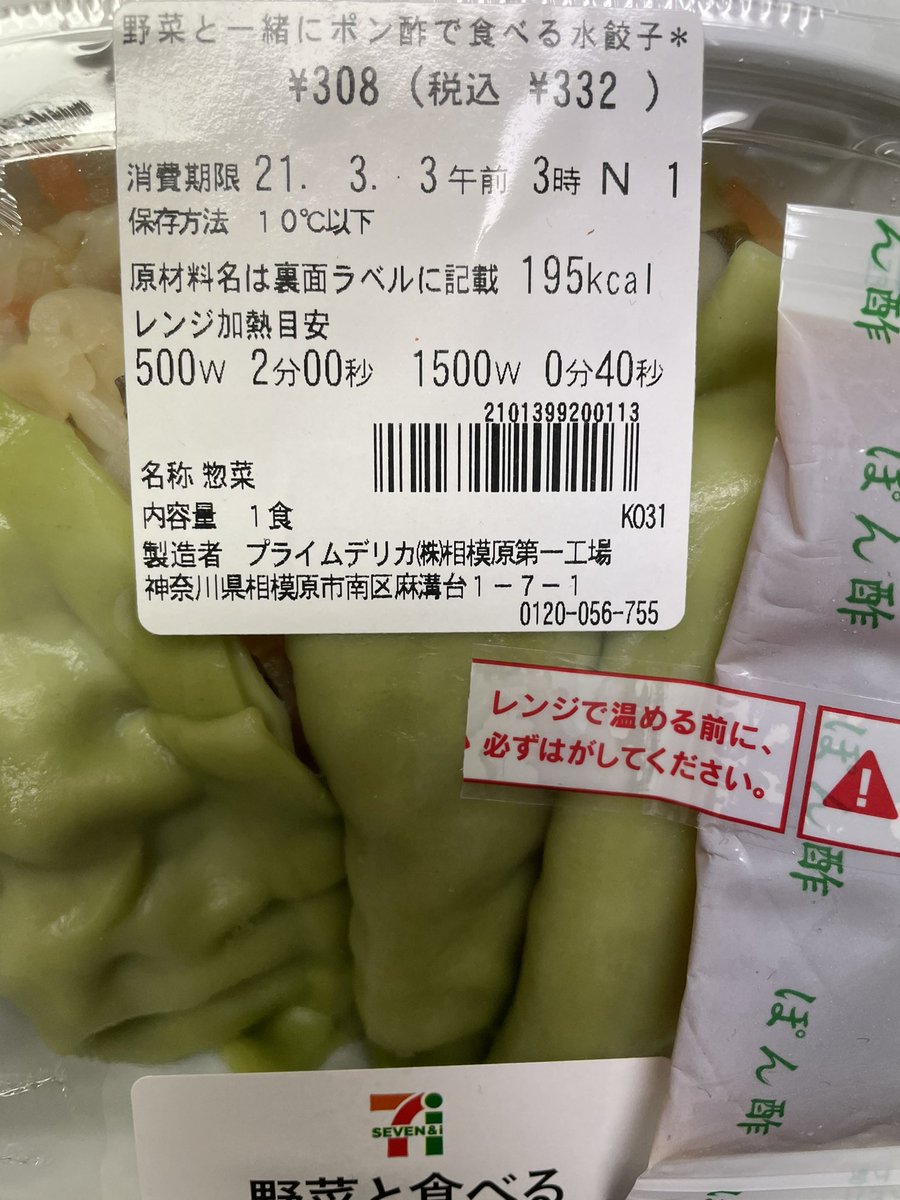 野菜と一緒にポン酢で食べる水餃子*
¥308 (税込 ¥332 )
消費期限 21. 3. 3午前 3時 N 1
保存方法 10℃以下
原材料名は裏面ラベルに記載 195kcal
レンジ加熱目安
500W 2分00秒 1500W 0分40秒
2101399200113
名称 惣菜
内容量 1食 K031
製造者 プライムデリカ㈱相模原第一工場
神奈川県相模原市南区麻溝台1-7-1
0120-056-755
レンジで温める前に、
必ずはがしてください。
ん酢
ぽん酢
ぽん酢
ぽん酢
SEVEN&i
野菜と食べる